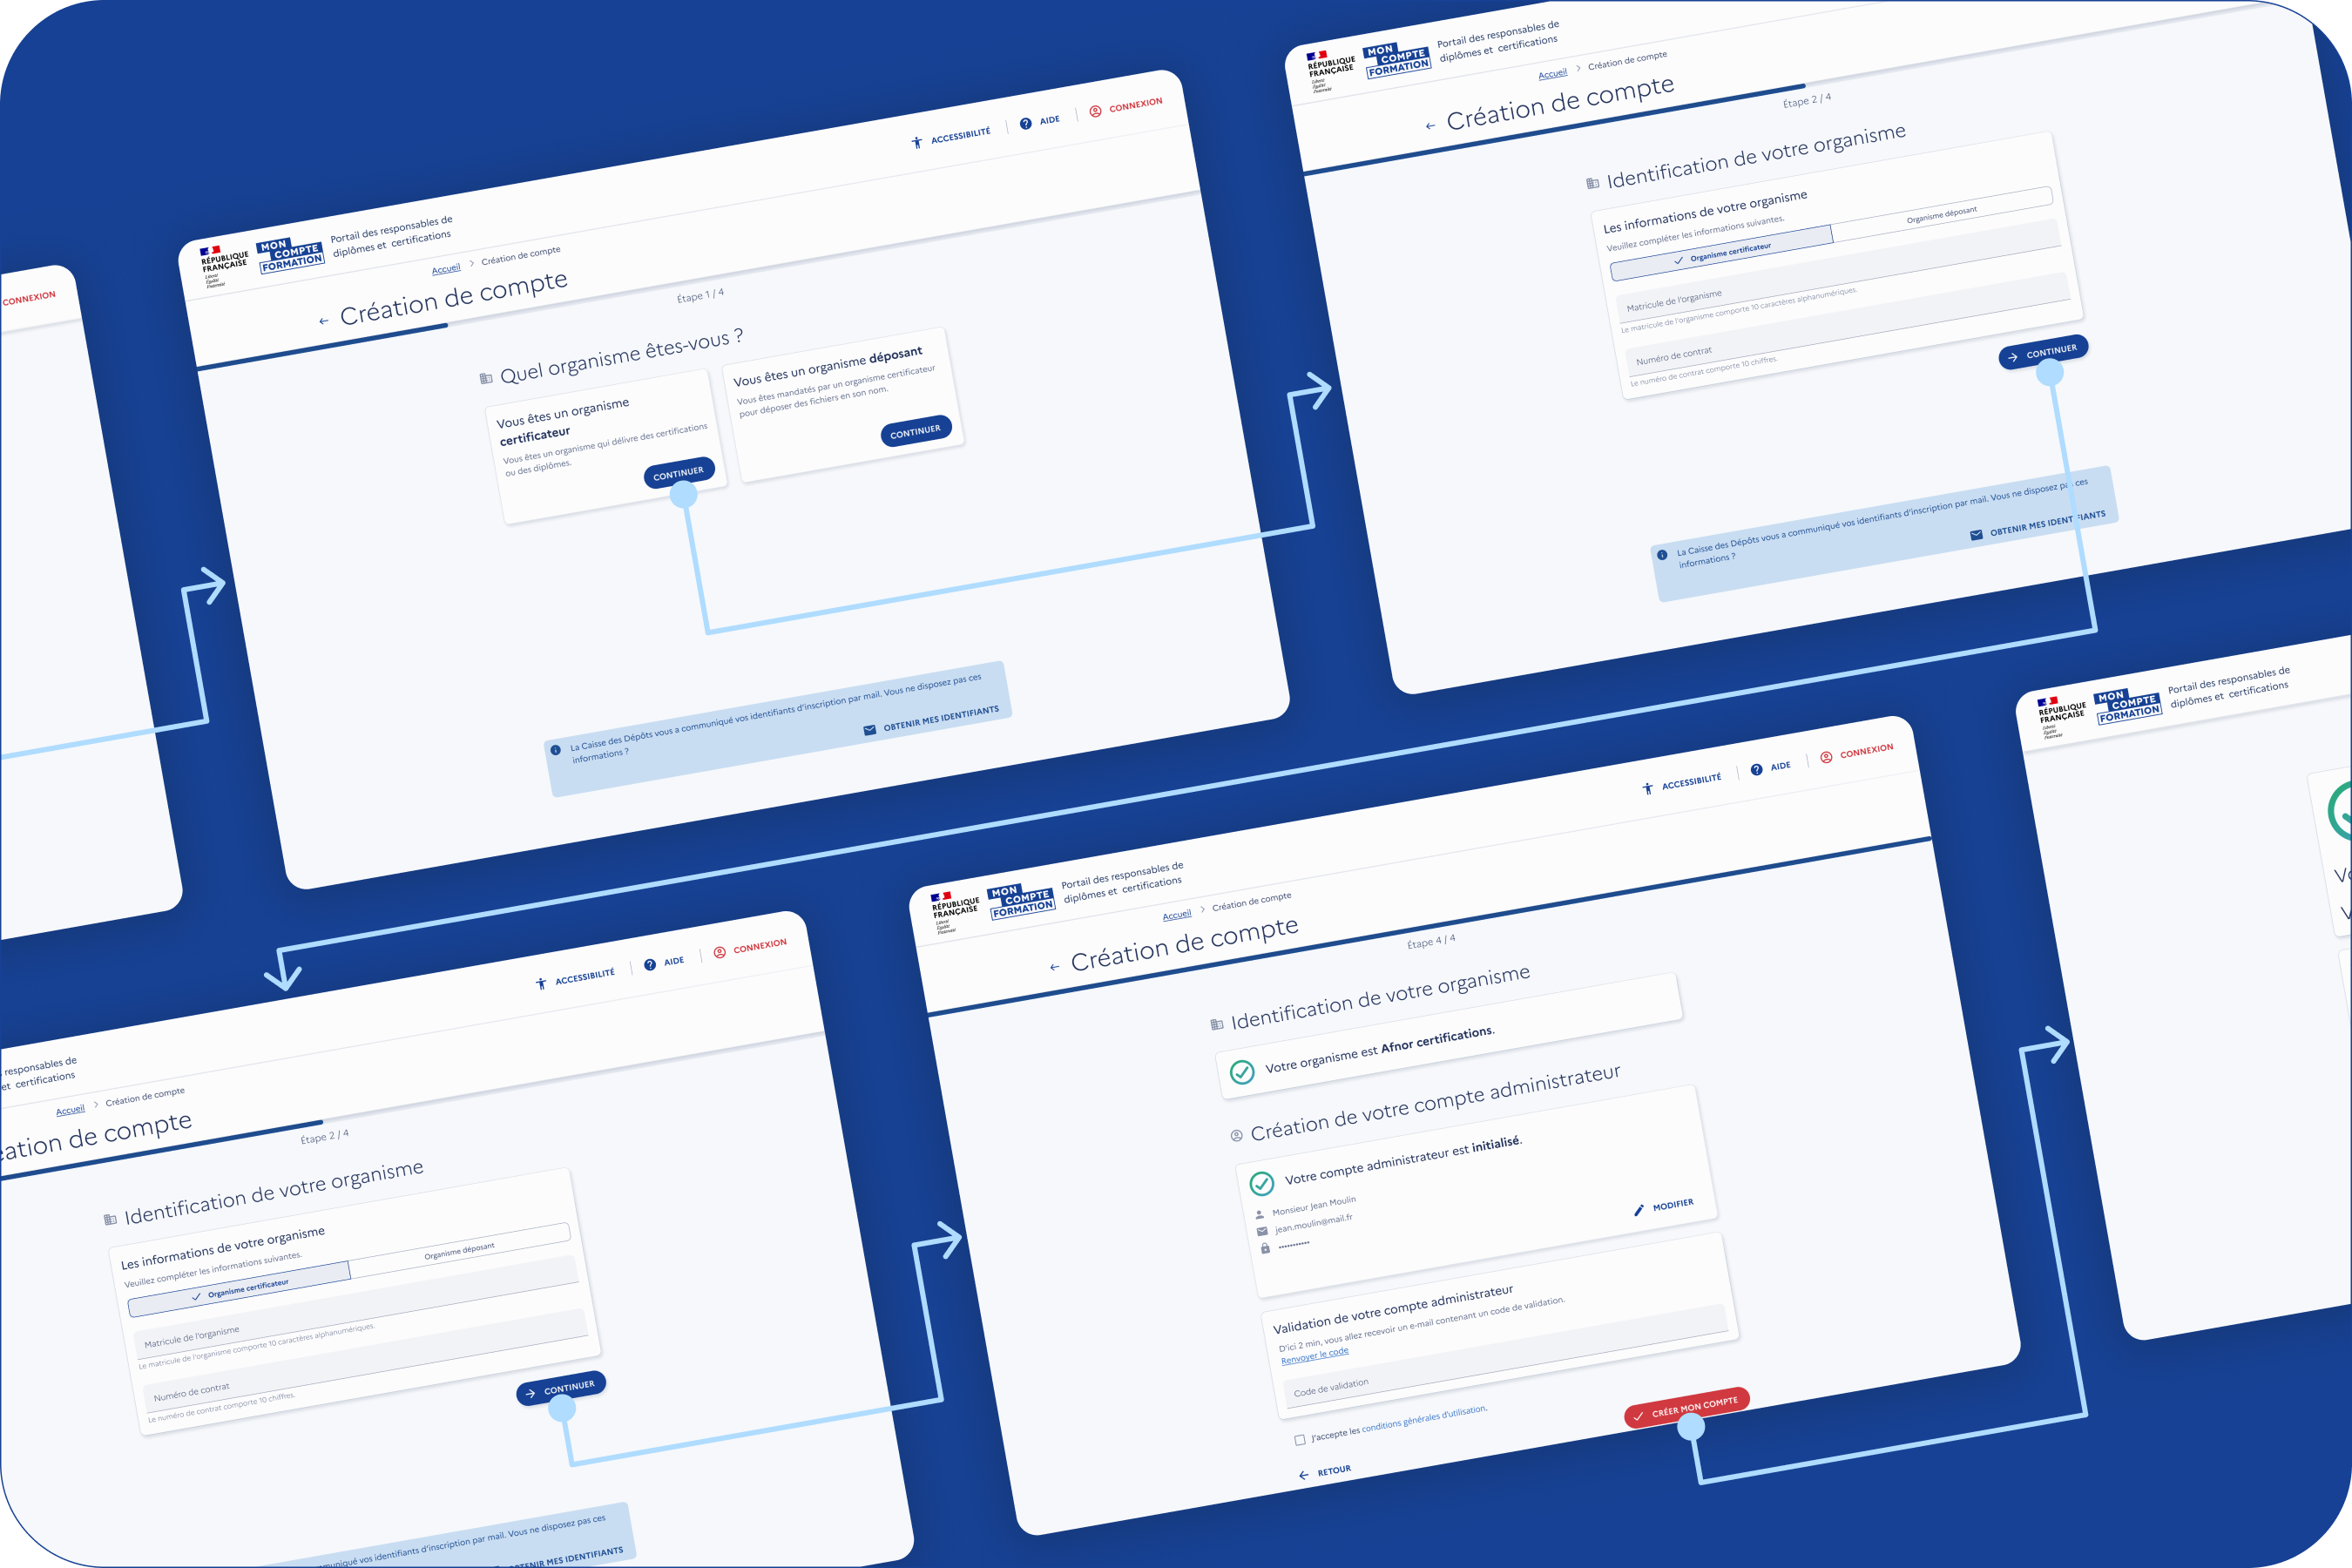 CONNEXION
RÉPUBLIQUE
FRANÇAISE
Liberté
Égalité
Fraternité
MON
COMPTE
FORMATION
Portail des responsables de
diplômes et certifications
ACCESSIBILITÉ
AIDE
CONNEXION
Accueil > Création de compte
← Création de compte
Étape 1 / 4
Quel organisme êtes-vous ?
Vous êtes un organisme
certificateur
Vous êtes un organisme qui délivre des certifications
ou des diplômes.
CONTINUER
Vous êtes un organisme déposant
Vous êtes mandatés par un organisme certificateur
pour déposer des fichiers en son nom.
CONTINUER
La Caisse des Dépôts vous a communiqué vos identifiants d'inscription par mail. Vous ne disposez pas ces
informations ?
OBTENIR MES IDENTIFIANTS
RÉPUBLIQUE
FRANÇAISE
Liberté
Égalité
Fraternité
MON
COMPTE
FORMATION
Portail des responsables de
diplômes et certifications
Accueil > Création de compte
← Création de compte
Étape 2 / 4
Identification de votre organisme
Les informations de votre organisme
Veuillez compléter les informations suivantes.
Organisme certificateur
Organisme déposant
Matricule de l'organisme
Le matricule de l'organisme comporte 10 caractères alphanumériques.
Numéro de contrat
Le numéro de contrat comporte 10 chiffres.
CONTINUER
La Caisse des Dépôts vous a communiqué vos identifiants d'inscription par mail. Vous ne disposez pas ces
informations ?
OBTENIR MES IDENTIFIANTS
responsables de
et certifications
ACCESSIBILITÉ
AIDE
CONNEXION
Accueil > Création de compte
ation de compte
Étape 2 / 4
Identification de votre organisme
Les informations de votre organisme
Veuillez compléter les informations suivantes.
Organisme certificateur
Organisme déposant
Matricule de l'organisme
Le matricule de l'organisme comporte 10 caractères alphanumériques.
Numéro de contrat
Le numéro de contrat comporte 10 chiffres.
CONTINUER
muniqué vos identifiants d'inscription par mail. Vous ne disposez pas ces
OBTENIR MES IDENTIFIANTS
RÉPUBLIQUE
FRANÇAISE
Liberté
Égalité
Fraternité
MON
COMPTE
FORMATION
Portail des responsables de
diplômes et certifications
ACCESSIBILITÉ
AIDE
CONNEXION
Accueil > Création de compte
← Création de compte
Étape 4 / 4
Identification de votre organisme
Votre organisme est Afnor certifications.
Création de votre compte administrateur
Votre compte administrateur est initialisé.
Monsieur Jean Moulin
jean.moulin@mail.fr
•••••••••••
MODIFIER
Validation de votre compte administrateur
D'ici 2 min, vous allez recevoir un e-mail contenant un code de validation.
Renvoyer le code
Code de validation
J'accepte les conditions générales d'utilisation.
CRÉER MON COMPTE
← RETOUR
RÉPUBLIQUE
FRANÇAISE
Liberté
Égalité
Fraternité
MON
COMPTE
FORMATION
Portail des responsables de
diplômes et certifications